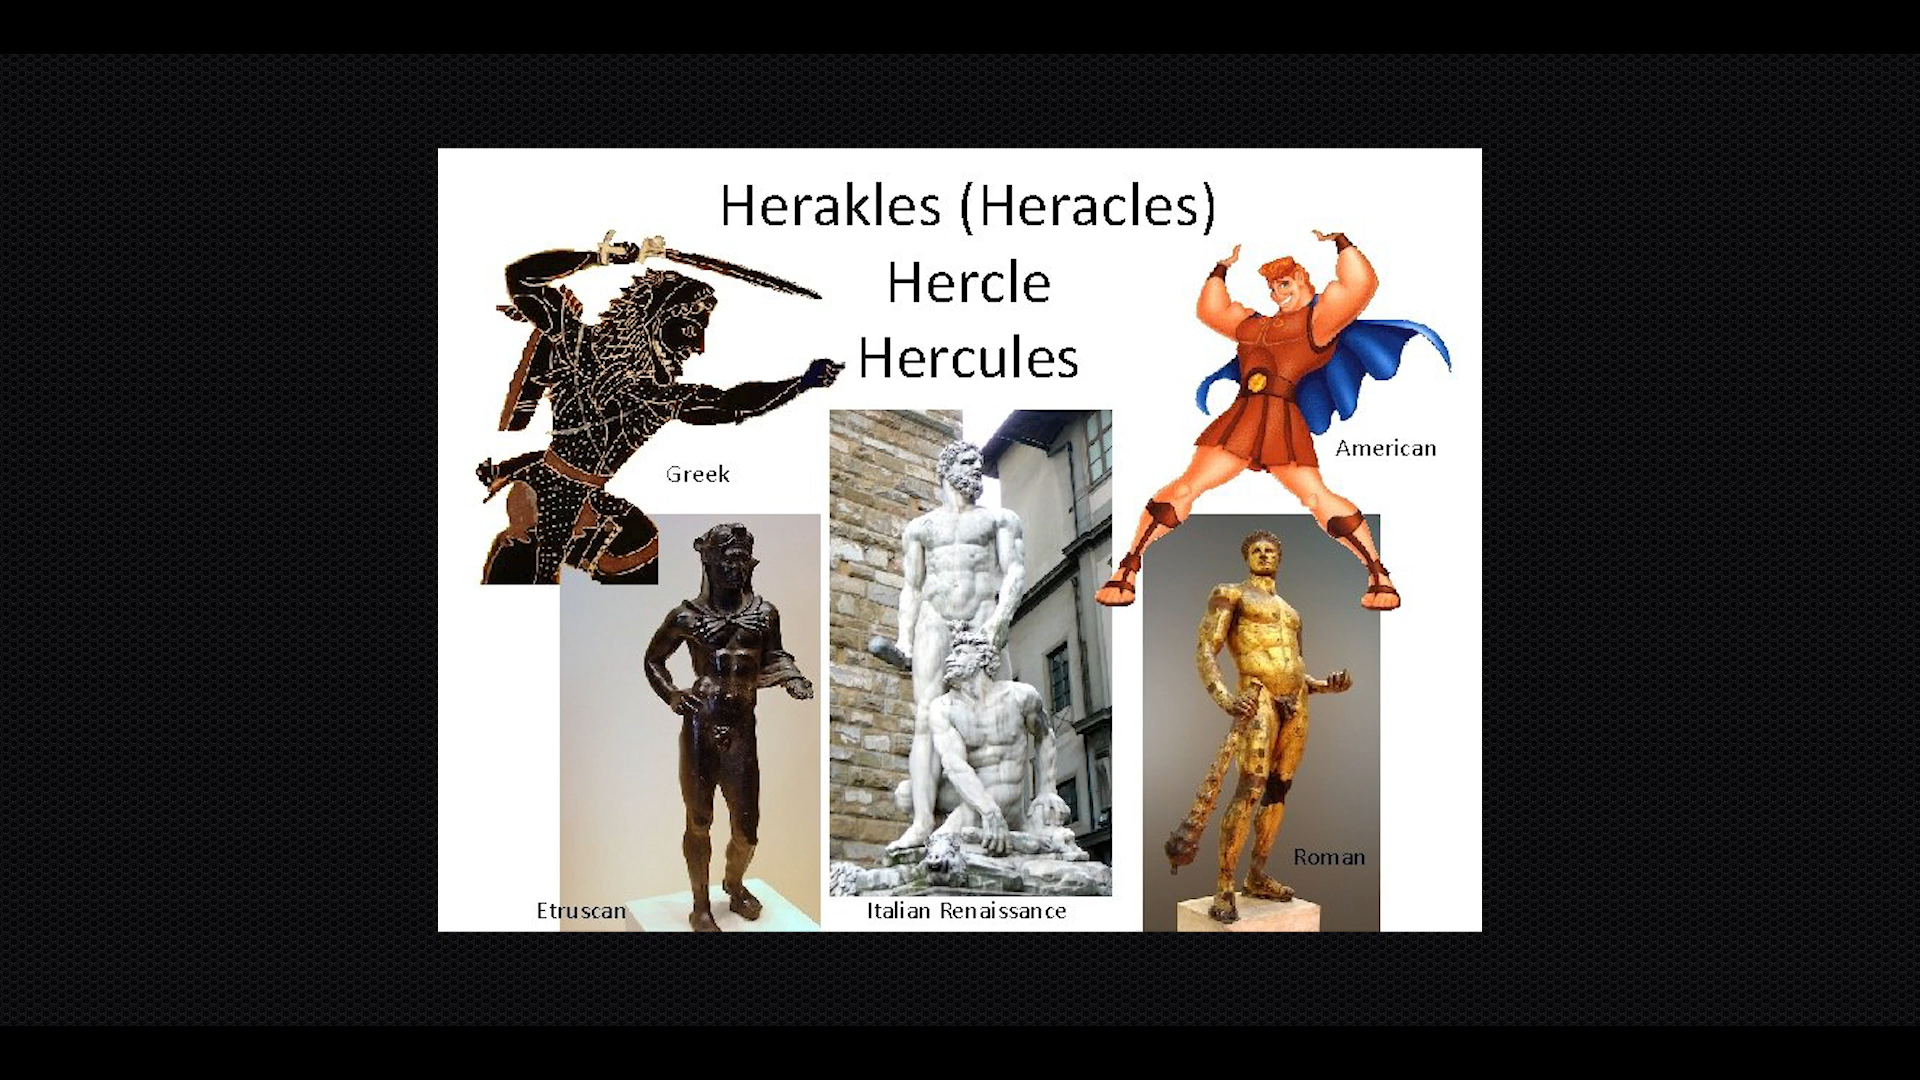 Herakles (Heracles)
Hercle
Hercules
American
Greek
Roman
Etruscan
Italian Renaissance